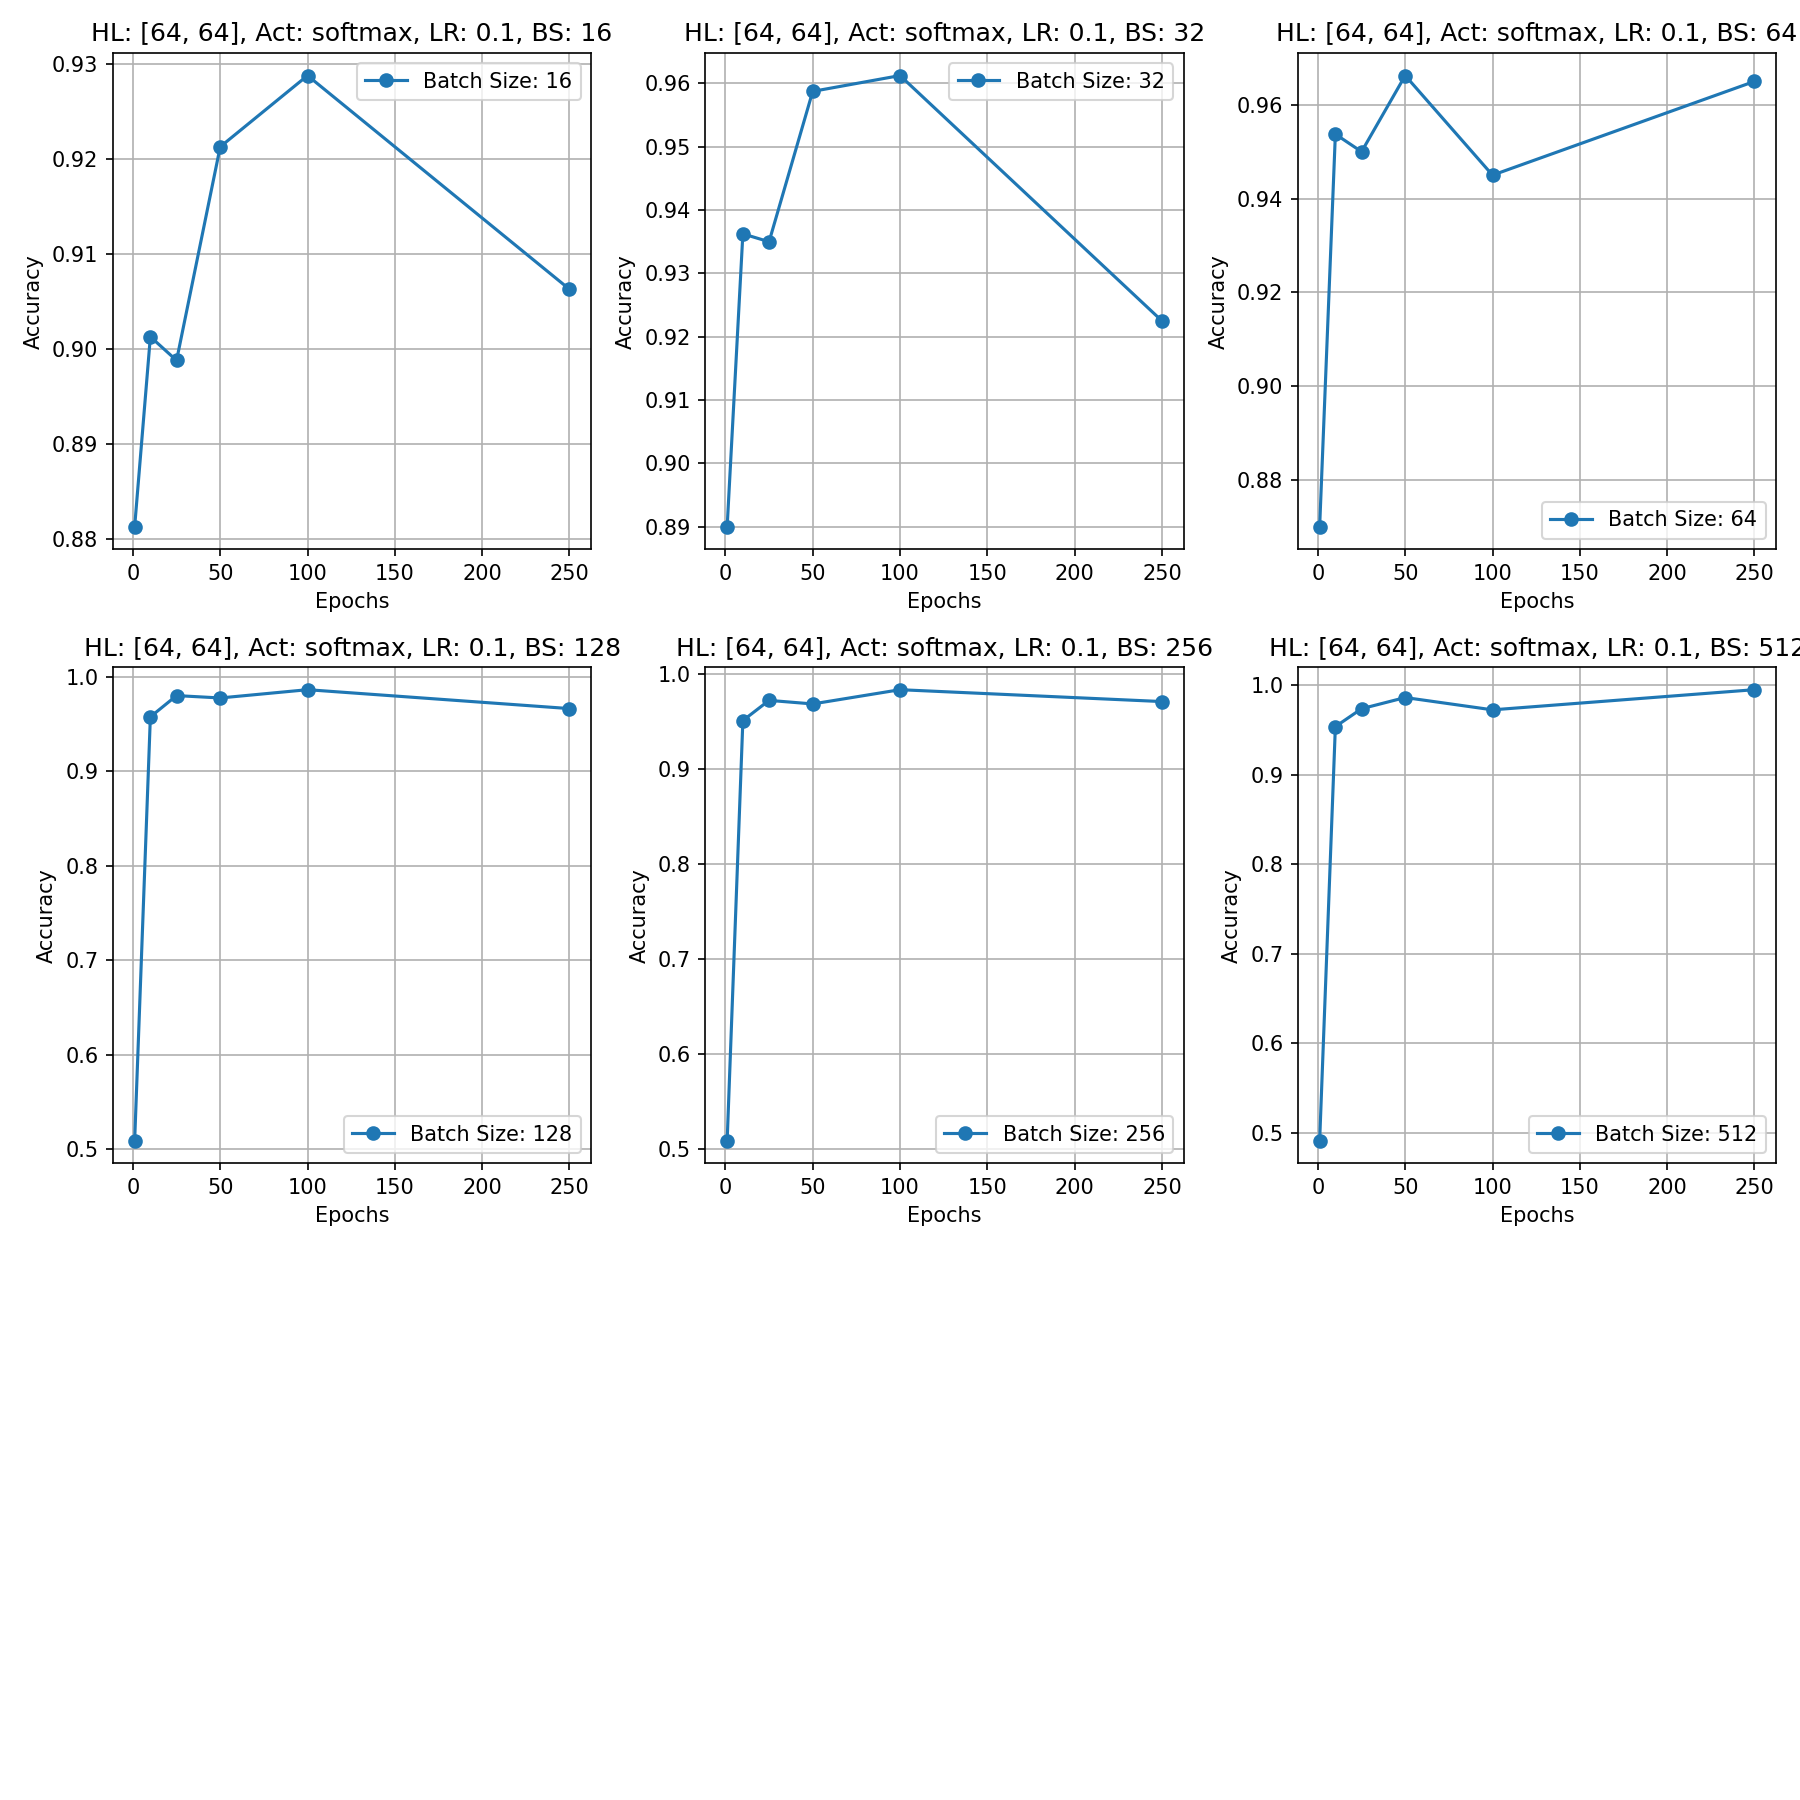 HL: [64, 64], Act: softmax, LR: 0.1, BS: 16
0.93
0.92
0.91
0.90
0.89
0.88
Accuracy
Batch Size: 16
0 50 100 150 200 250
Epochs
HL: [64, 64], Act: softmax, LR: 0.1, BS: 32
0.96
0.95
0.94
0.93
0.92
0.91
0.90
0.89
Accuracy
Batch Size: 32
0 50 100 150 200 250
Epochs
HL: [64, 64], Act: softmax, LR: 0.1, BS: 64
0.96
0.94
0.92
0.90
0.88
Accuracy
Batch Size: 64
0 50 100 150 200 250
Epochs
HL: [64, 64], Act: softmax, LR: 0.1, BS: 128
1.0
0.9
0.8
0.7
0.6
0.5
Accuracy
Batch Size: 128
0 50 100 150 200 250
Epochs
HL: [64, 64], Act: softmax, LR: 0.1, BS: 256
1.0
0.9
0.8
0.7
0.6
0.5
Accuracy
Batch Size: 256
0 50 100 150 200 250
Epochs
HL: [64, 64], Act: softmax, LR: 0.1, BS: 512
1.0
0.9
0.8
0.7
0.6
0.5
Accuracy
Batch Size: 512
0 50 100 150 200 250
Epochs